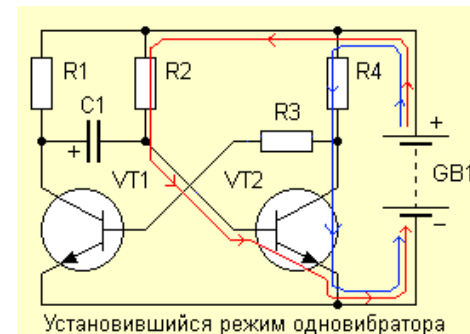 R1
R2
R4
C1
R3
+
+
VT1
VT2
GB1
−
Установившийся режим одновибратора